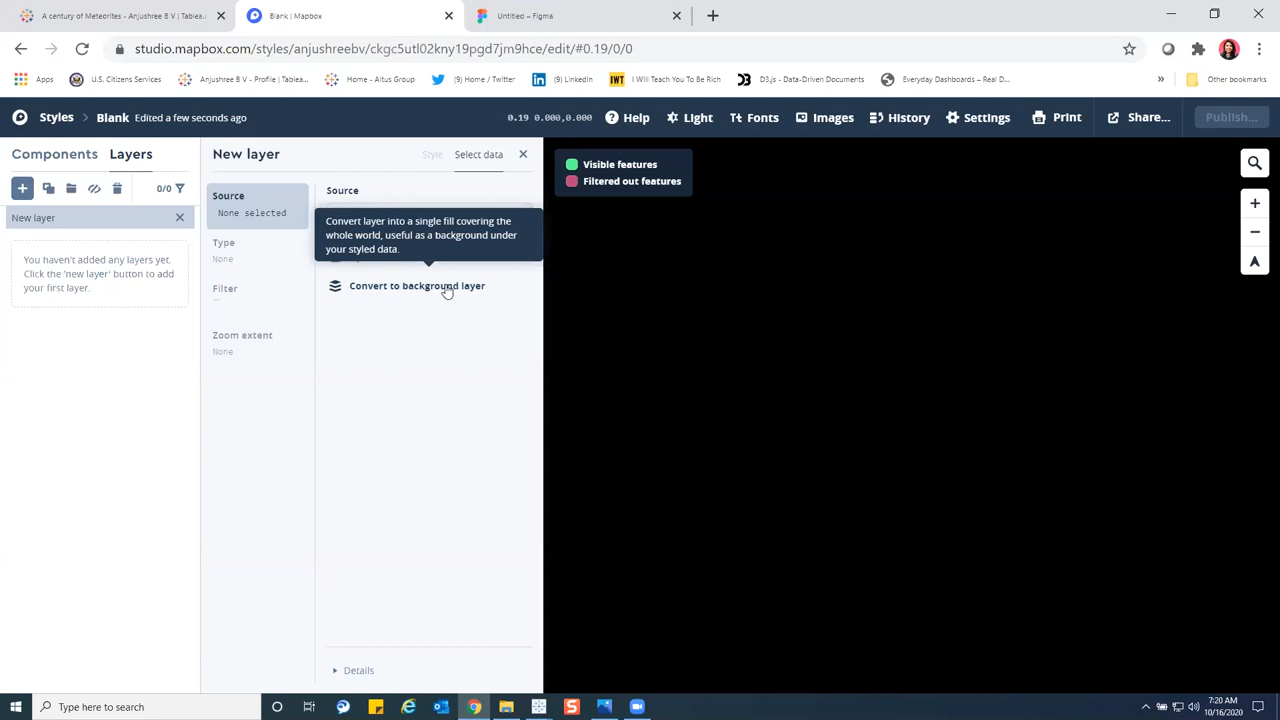 A century of Meteorites - Anjushree B V | Tablea
Blank | Mapbox
Untitled – Figma
studio.mapbox.com/styles/anjushreebv/ckgc5utl02kny19pgd7jm9hce/edit/#0.19/0/0
Apps
U.S. Citizens Services
Anjushree B V - Profile | Tablea...
Home - Altus Group
(9) Home / Twitter
(9) LinkedIn
I Will Teach You To Be Rich
D3.js - Data-Driven Documents
Everyday Dashboards – Real D...
»
Other bookmarks
Styles > Blank Edited a few seconds ago
0.19 0.000,0.000
Help
Light
Fonts
Images
History
Settings
Print
Share...
Publish...
Components
Layers
0/0
New layer
You haven't added any layers yet.
Click the 'new layer' button to add
your first layer.
New layer
Style
Select data
Source
None selected
Type
None
Filter
Zoom extent
None
Source
Convert layer into a single fill covering the
whole world, useful as a background under
your styled data.
Convert to background layer
Details
Visible features
Filtered out features
Type here to search
7:20 AM
10/16/2020